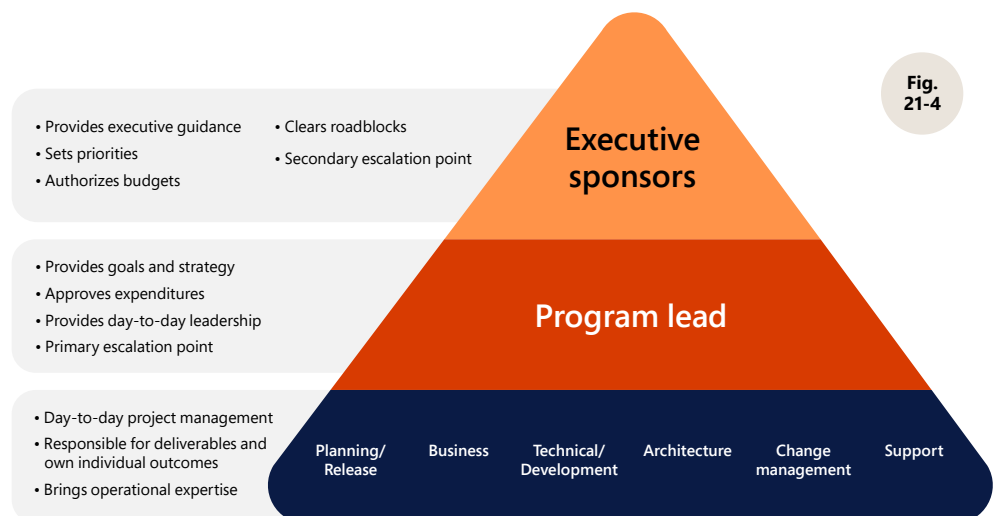 Fig.
21-4
• Provides executive guidance
• Sets priorities
• Authorizes budgets
• Clears roadblocks
• Secondary escalation point
Executive
sponsors
• Provides goals and strategy
• Approves expenditures
• Provides day-to-day leadership
• Primary escalation point
Program lead
• Day-to-day project management
• Responsible for deliverables and
own individual outcomes
• Brings operational expertise
Planning/
Release
Business
Technical/
Development
Architecture
Change
management
Support